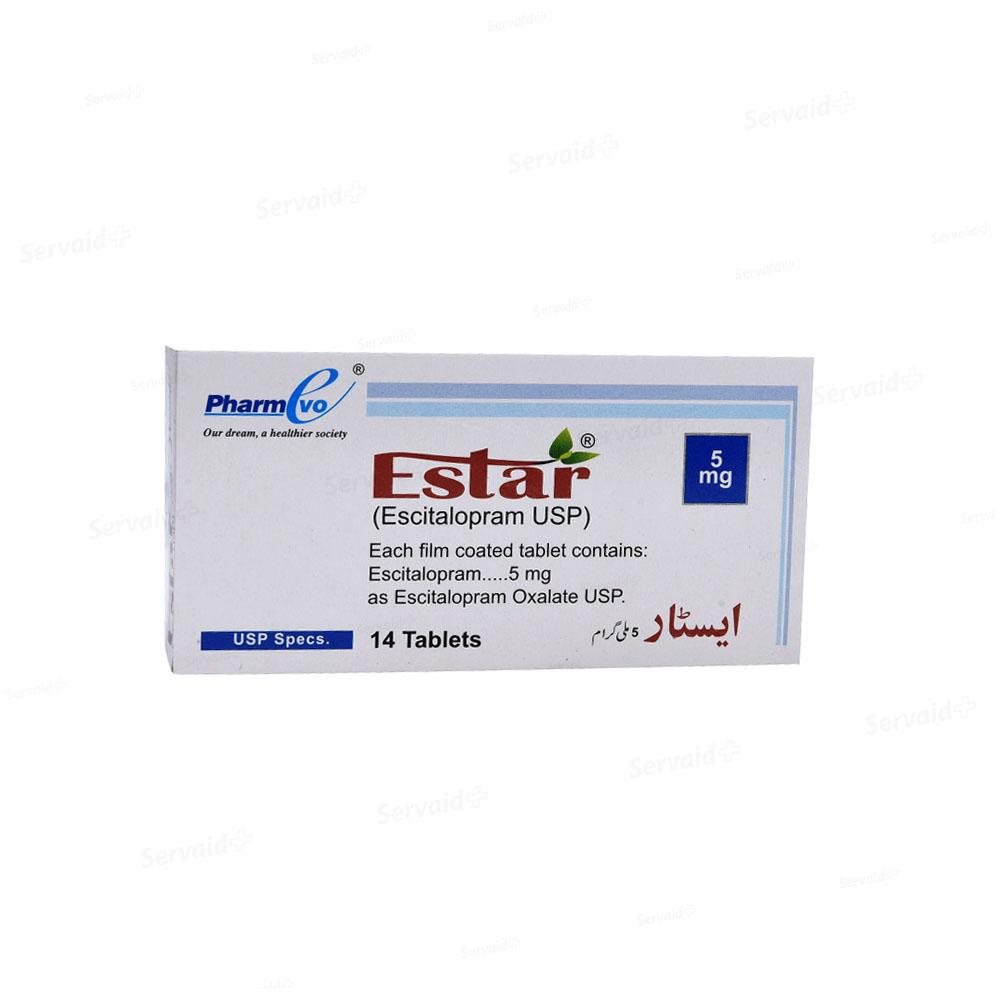 PharmEvo®
Our dream, a healthier society
Estar®
5
mg
(Escitalopram USP)
Each film coated tablet contains:
Escitalopram.....5 mg
as Escitalopram Oxalate USP.
ایسٹار 5 ملی گرام
USP Specs.
14 Tablets
Servaid